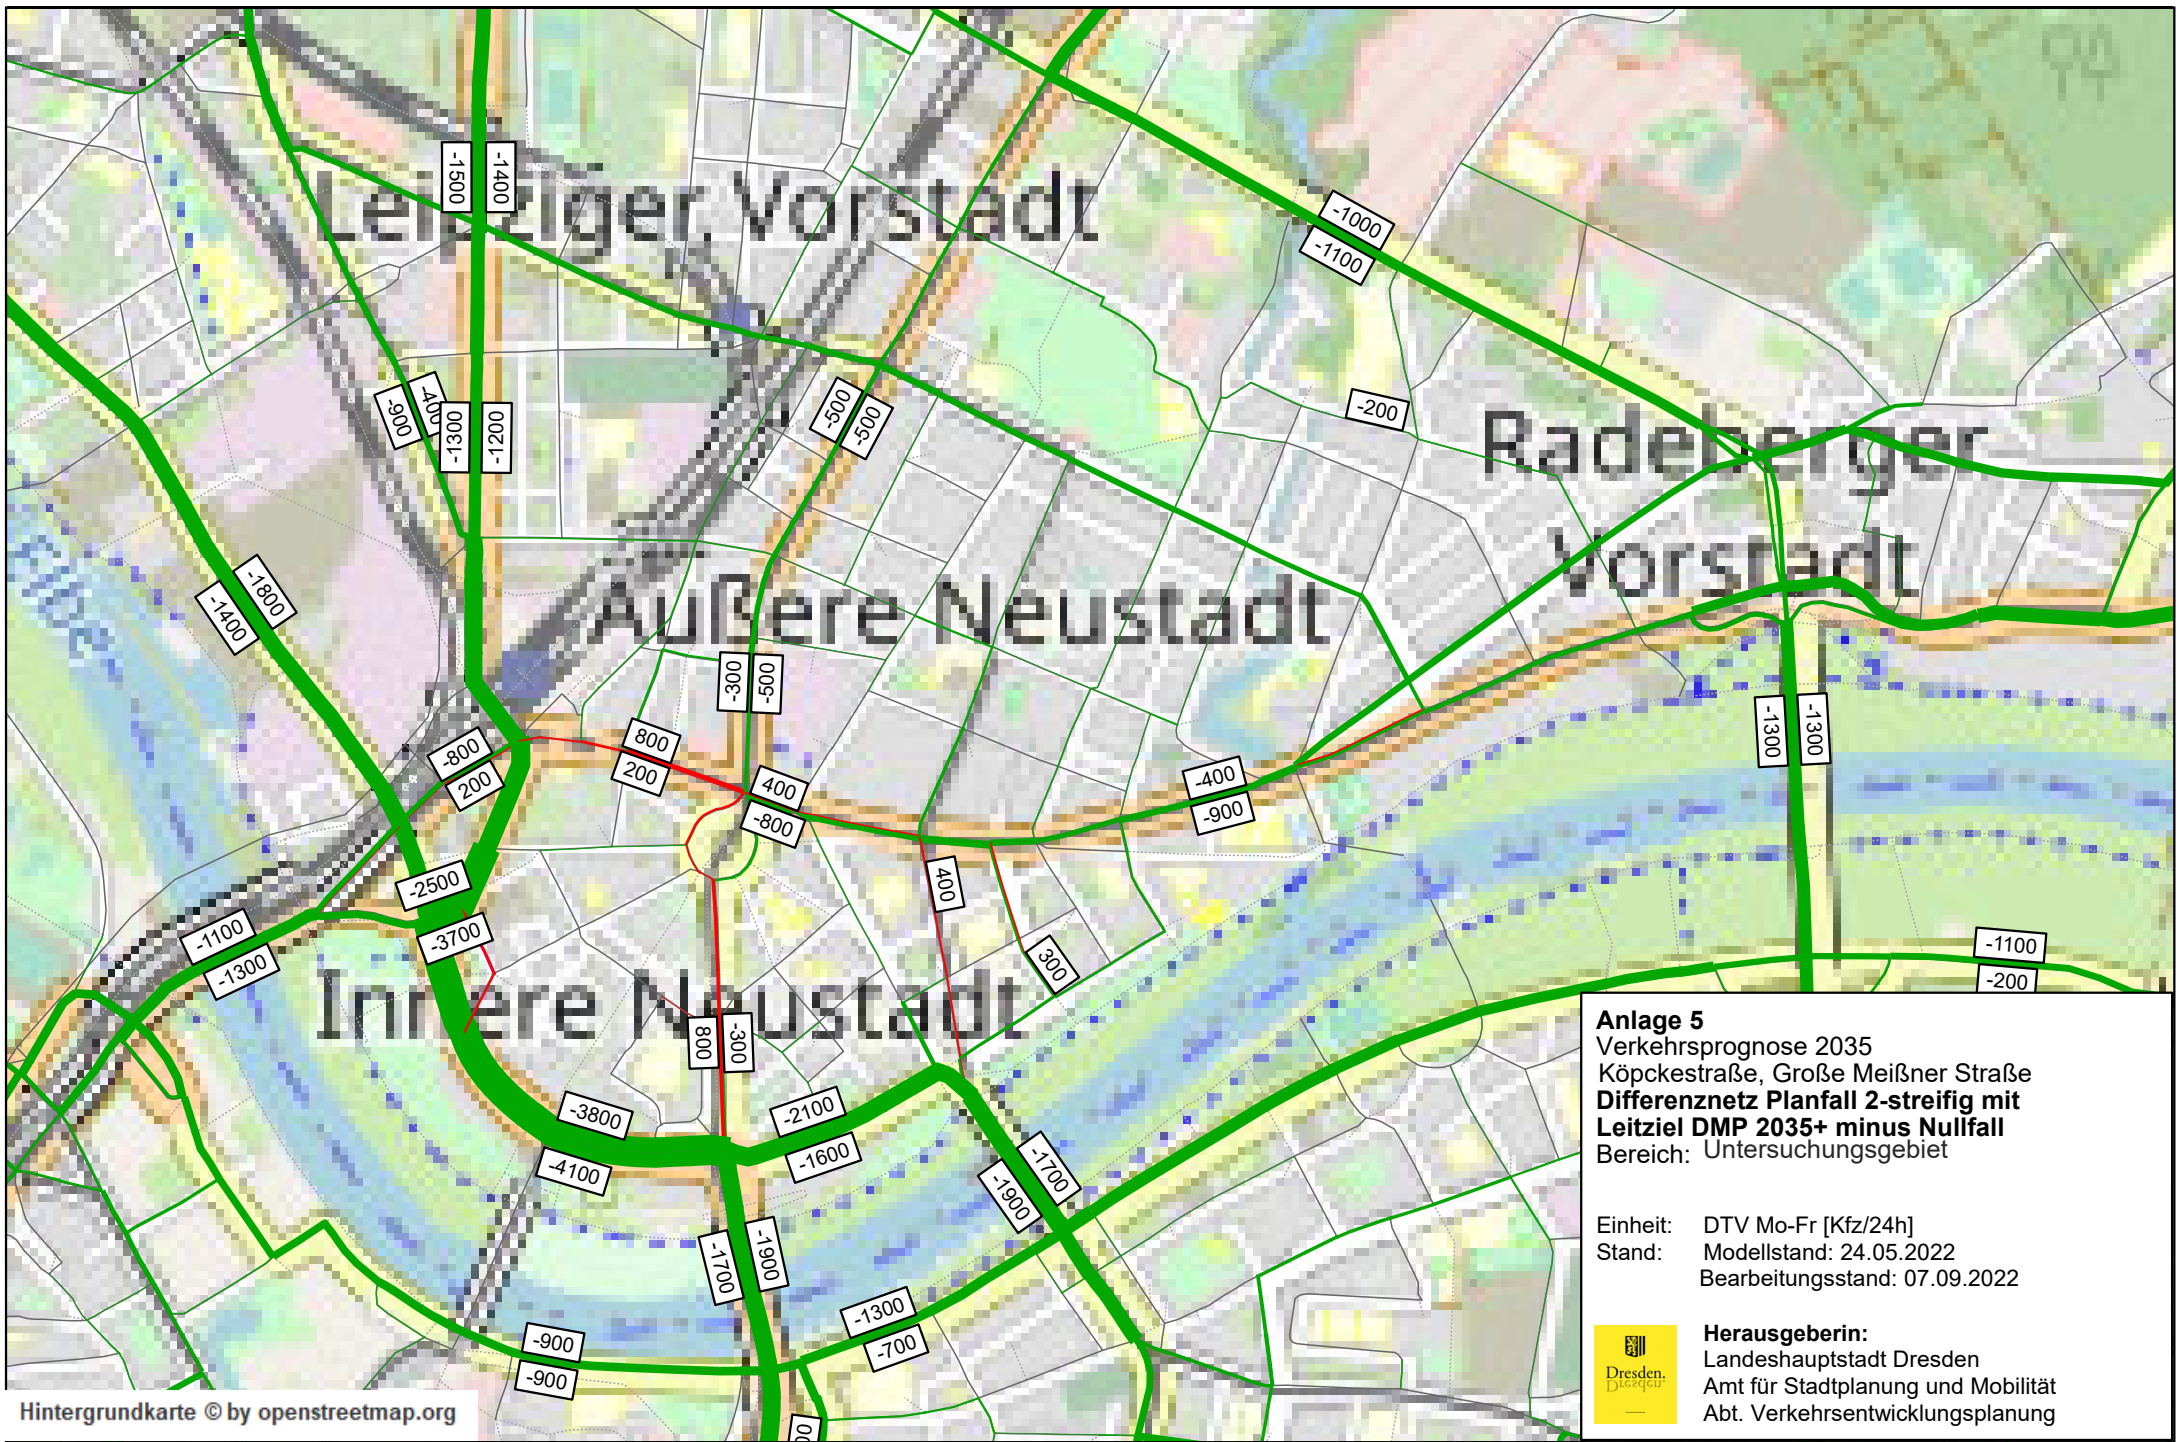 -1500
-1400
Leipziger Vorstadt
-1000
-1100
-900
-400
-1300
-1200
-500
-500
-200
Radeberger
Vorstadt
Elbe
-1800
-1400
Äußere Neustadt
-300
-500
-1300
-1300
800
200
-800
200
400
-800
-400
-900
-2500
-3700
400
300
-1100
-1300
-1100
-200
Innere Neustadt
800
-300
-3800
-4100
-2100
-1600
-1700
-1900
-1700
-1900
-1300
-700
-900
-900
Anlage 5
Verkehrsprognose 2035
Köpckestraße, Große Meißner Straße
Differenznetz Planfall 2-streifig mit
Leitziel DMP 2035+ minus Nullfall
Bereich: Untersuchungsgebiet
Einheit: DTV Mo-Fr [Kfz/24h]
Stand: Modellstand: 24.05.2022
Bearbeitungsstand: 07.09.2022
Herausgeberin:
Landeshauptstadt Dresden
Amt für Stadtplanung und Mobilität
Abt. Verkehrsentwicklungsplanung
Dresden.
Dresden.
Hintergrundkarte © by openstreetmap.org